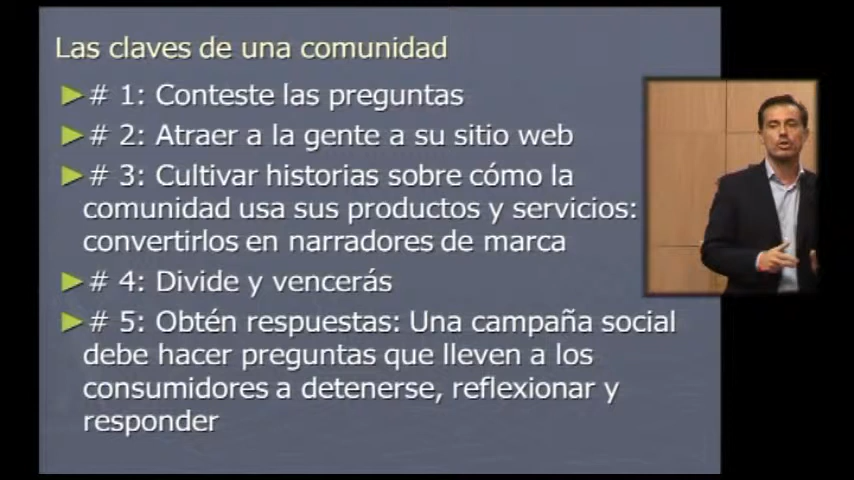 Las claves de una comunidad
# 1: Conteste las preguntas
# 2: Atraer a la gente a su sitio web
# 3: Cultivar historias sobre cómo la
comunidad usa sus productos y servicios:
convertirlos en narradores de marca
# 4: Divide y vencerás
# 5: Obtén respuestas: Una campaña social
debe hacer preguntas que lleven a los
consumidores a detenerse, reflexionar y
responder